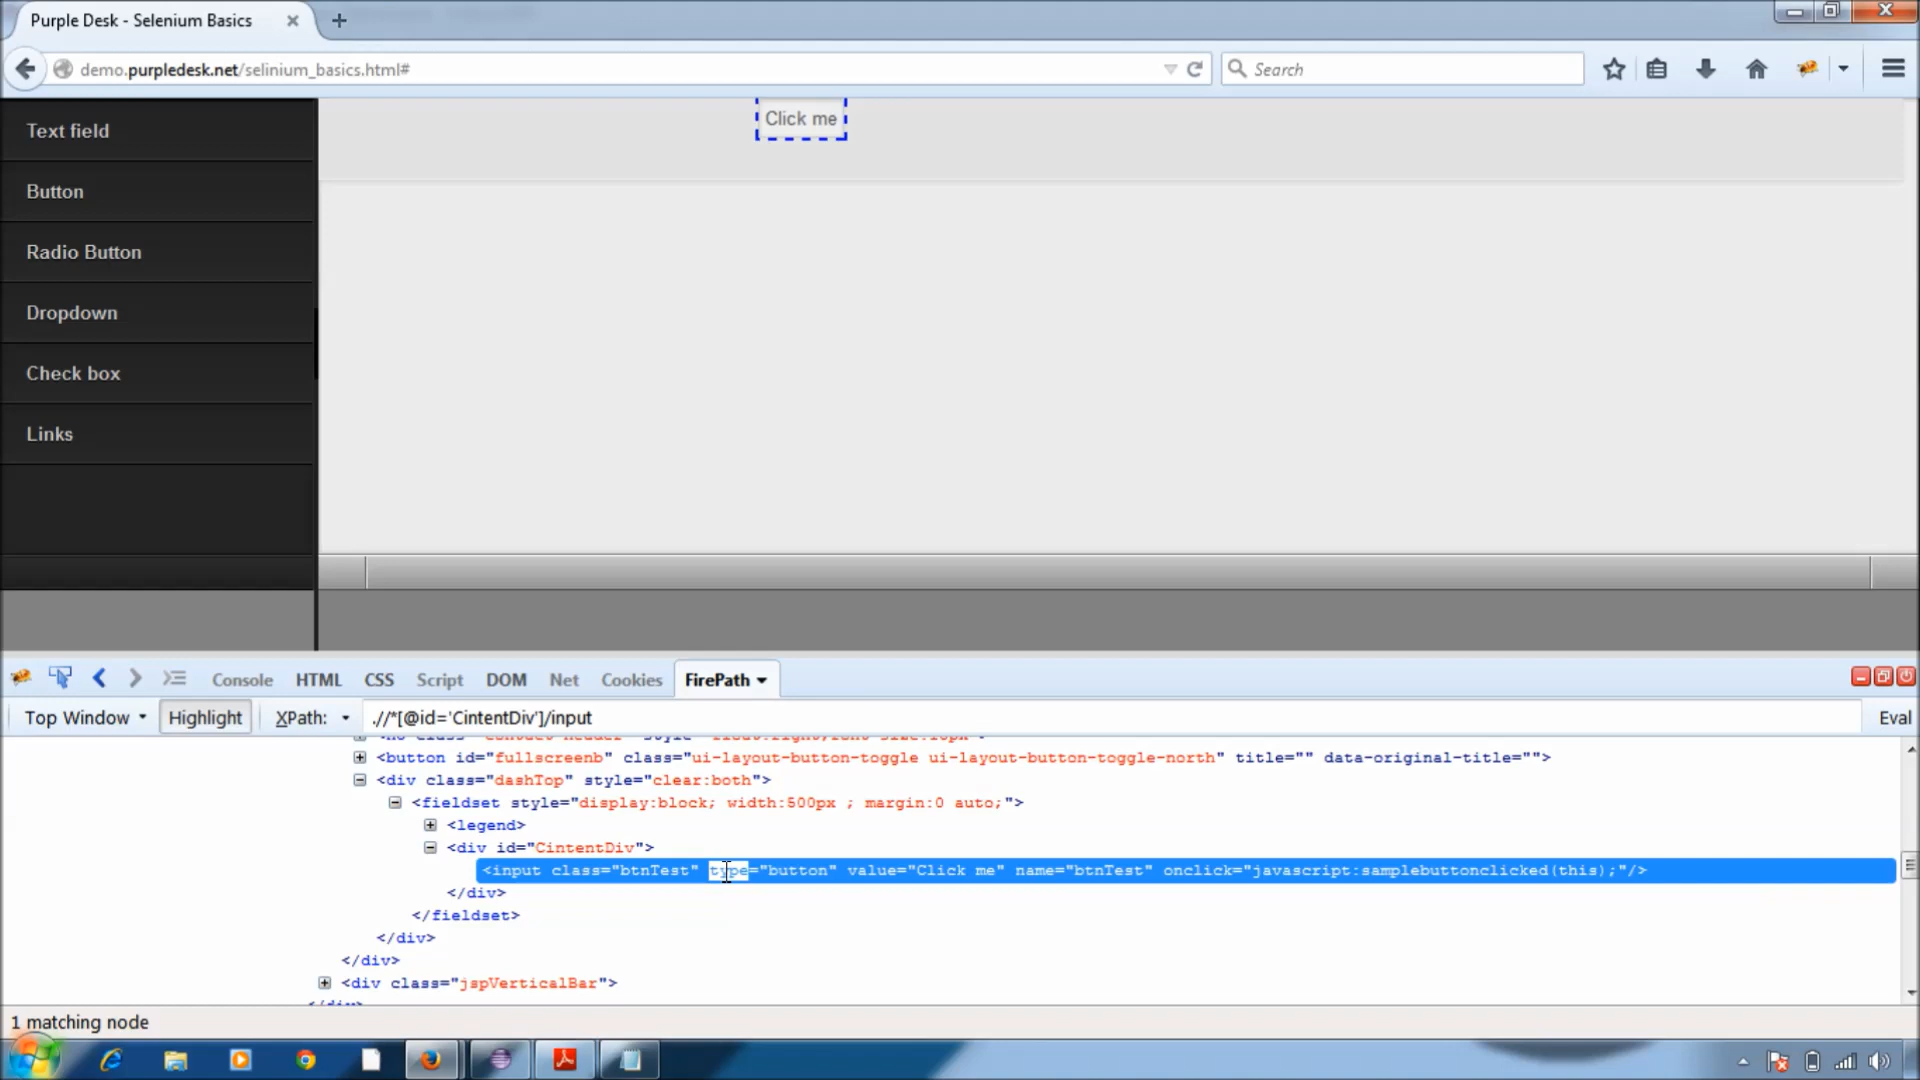 Purple Desk - Selenium Basics
demo.purpledesk.net/selinium_basics.html#
Search
Text field
Button
Radio Button
Dropdown
Check box
Links
Click me
Console HTML CSS Script DOM Net Cookies FirePath
Top Window Highlight XPath: .//*[@id='CintentDiv']/input Eval
<button id="fullscreenb" class="ui-layout-button-toggle ui-layout-button-toggle-north" title="" data-original-title="">
<div class="dashTop" style="clear:both">
<fieldset style="display:block; width:500px ; margin:0 auto;">
<legend>
<div id="CintentDiv">
<input class="btnTest" type="button" value="Click me" name="btnTest" onclick="javascript:samplebuttonclicked(this);"/>
</div>
</fieldset>
</div>
</div>
<div class="jspVerticalBar">
</div>
1 matching node